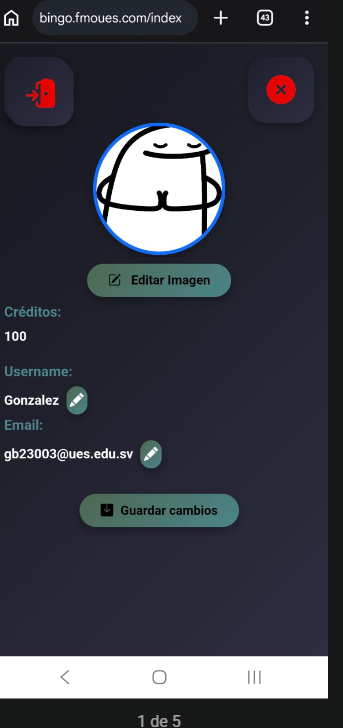 bingo.fmoues.com/index
43
Editar Imagen
Créditos:
100
Username:
Gonzalez
Email:
gb23003@ues.edu.sv
Guardar cambios
1 de 5